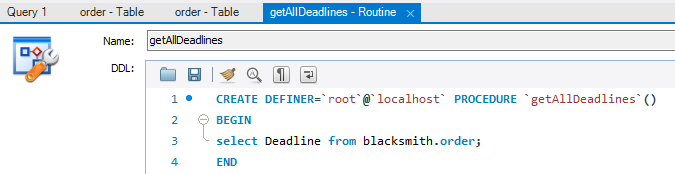 Query 1 order - Table order - Table getAllDeadlines - Routine
Name: getAllDeadlines
DDL:
1 CREATE DEFINER=`root`@`localhost` PROCEDURE `getAllDeadlines`()
2 BEGIN
3 select Deadline from blacksmith.order;
4 END